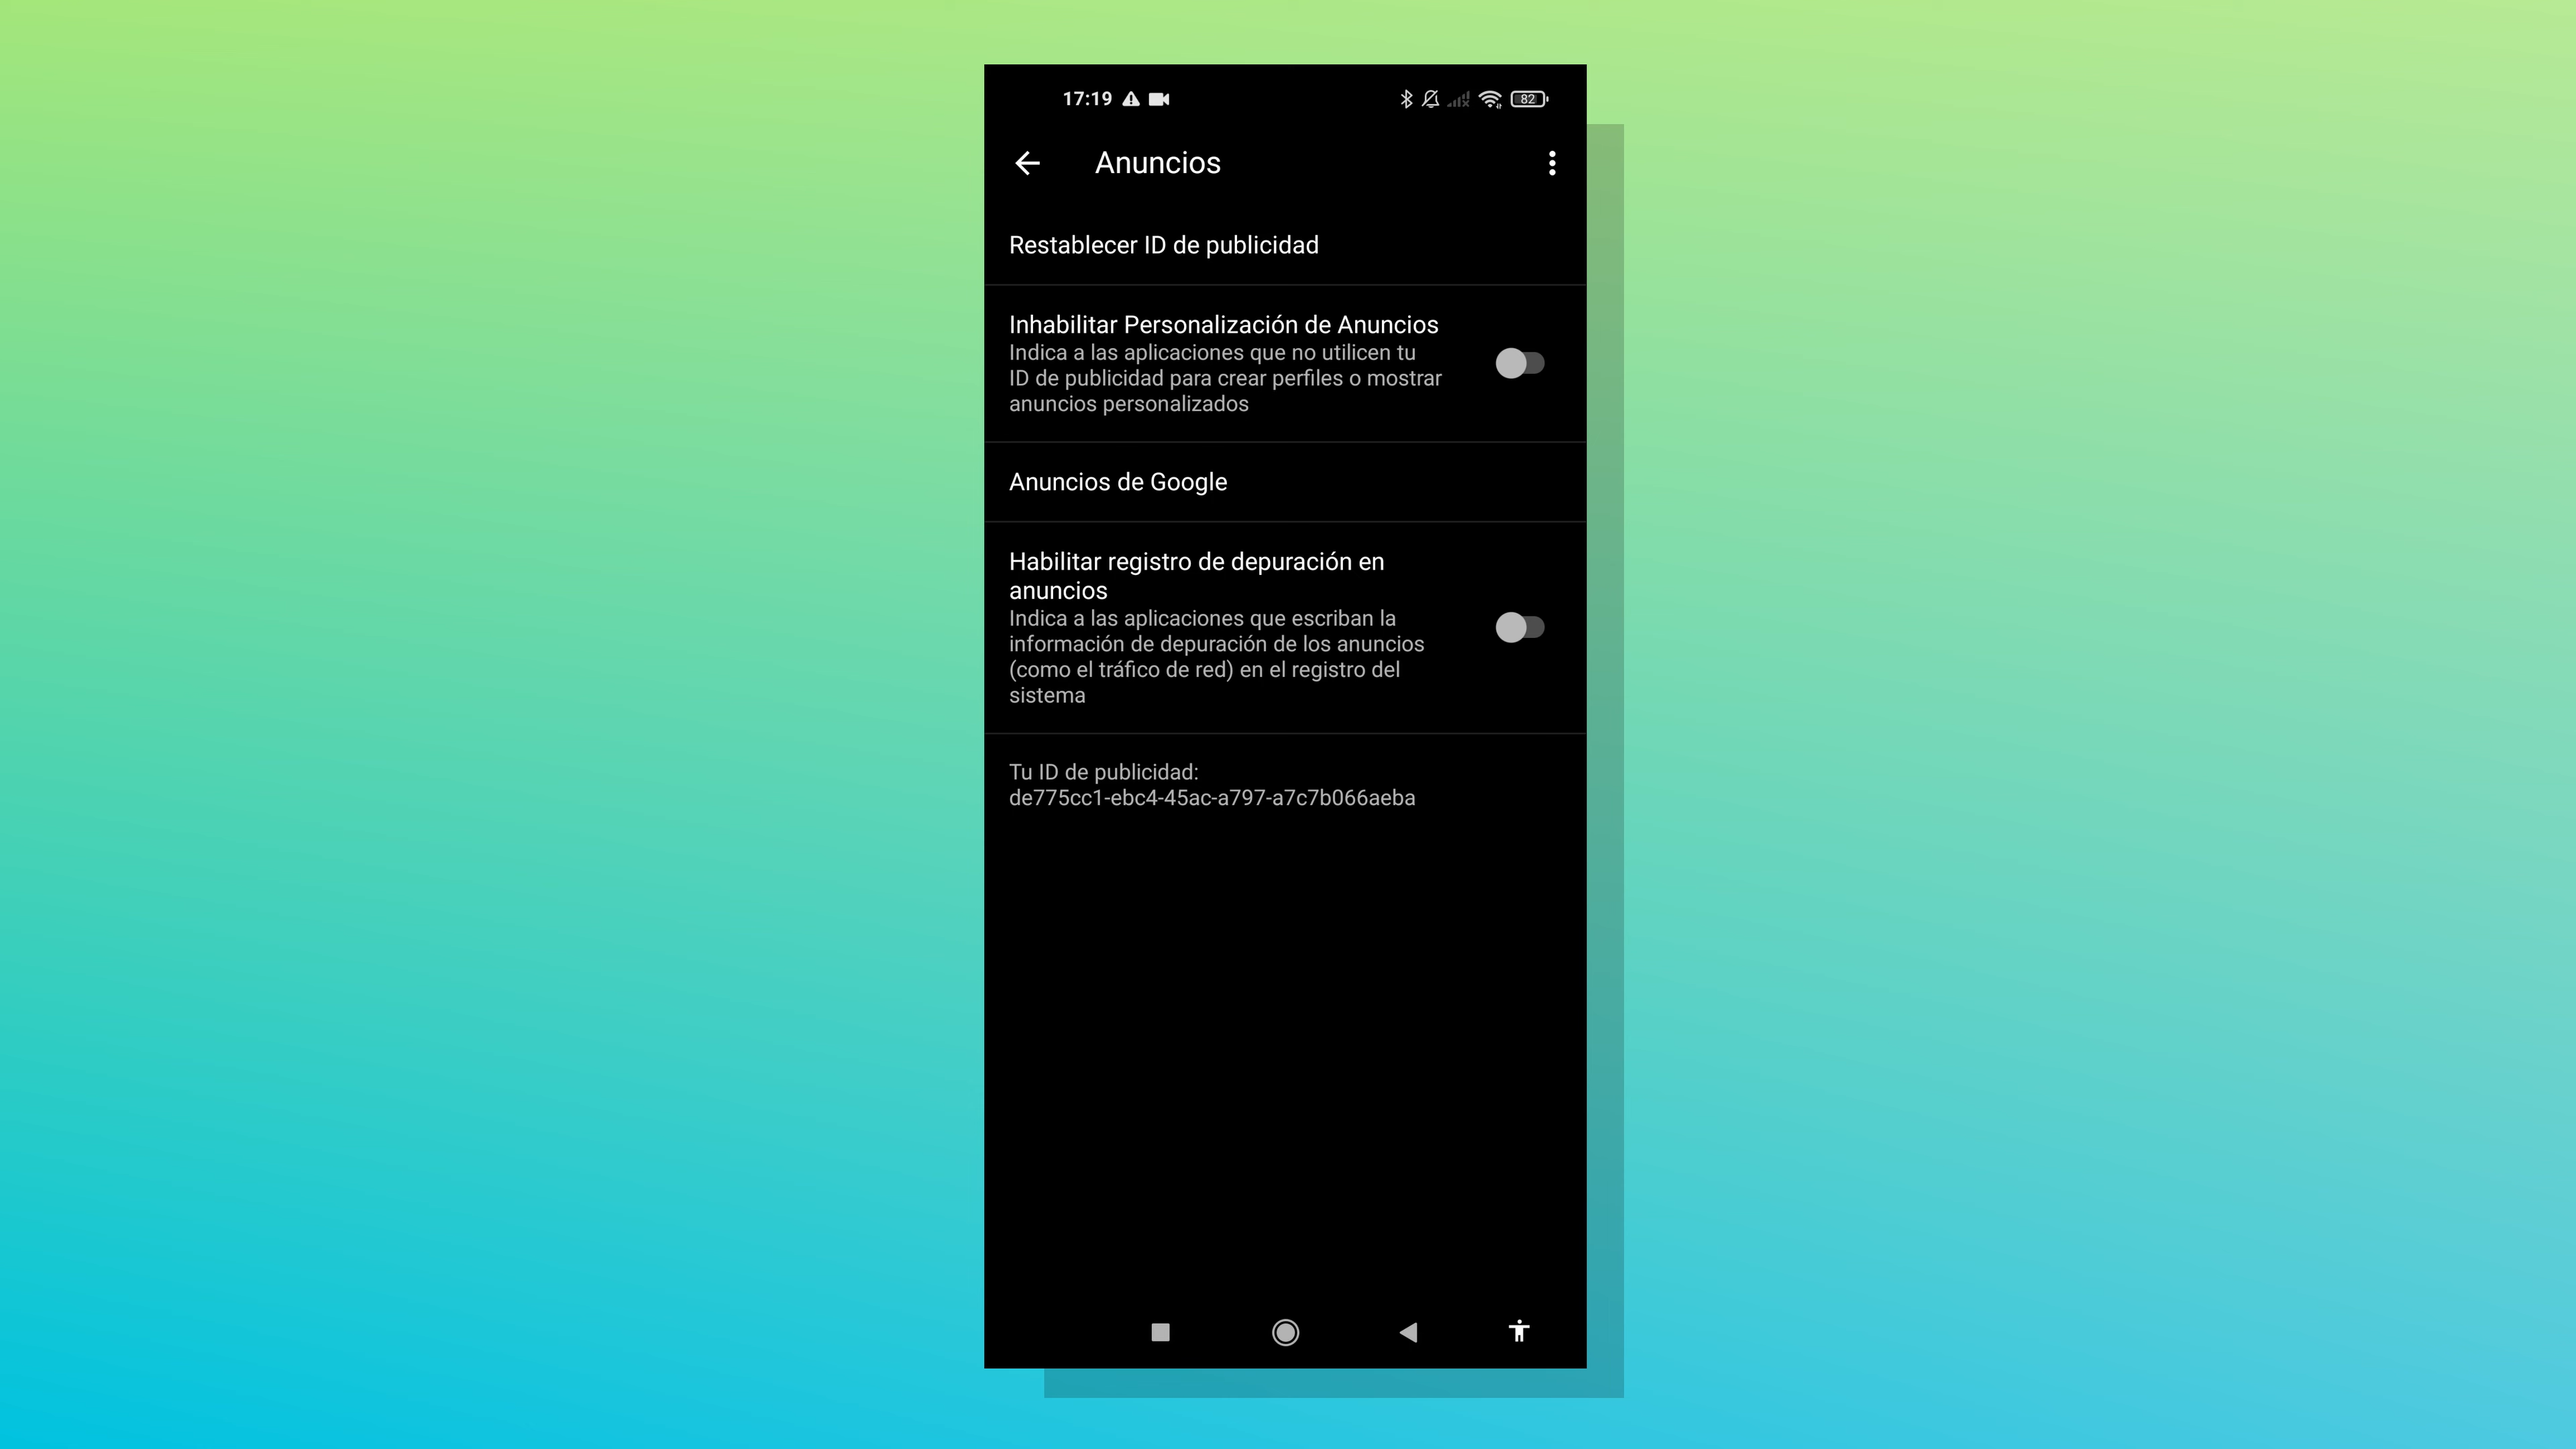 17:19
82
Anuncios
Restablecer ID de publicidad
Inhabilitar Personalización de Anuncios
Indica a las aplicaciones que no utilicen tu
ID de publicidad para crear perfiles o mostrar
anuncios personalizados
Anuncios de Google
Habilitar registro de depuración en
anuncios
Indica a las aplicaciones que escriban la
información de depuración de los anuncios
(como el tráfico de red) en el registro del
sistema
Tu ID de publicidad:
de775cc1-ebc4-45ac-a797-a7c7b066aeba